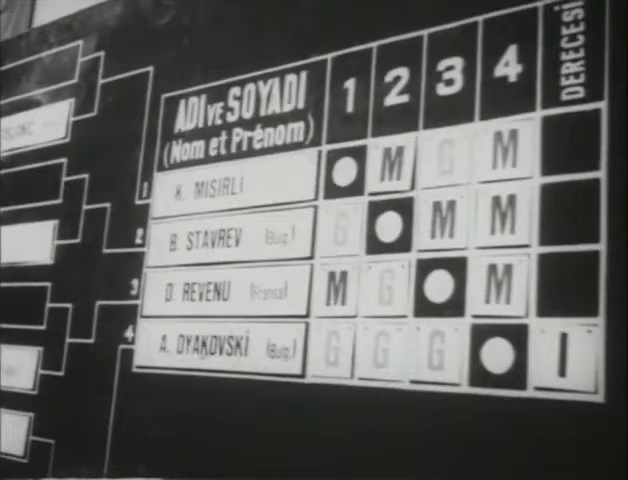 ADI VE SOYADI 1 2 3 4 DERECESİ
(Nom et Prénom)
1 K. MISIRLI M G M
2 B. STAVREV (Bulg) G M M
3 D. REVENU (Fransa) M G M
4 A. DYAKOVSKİ (Bulg) G G G I